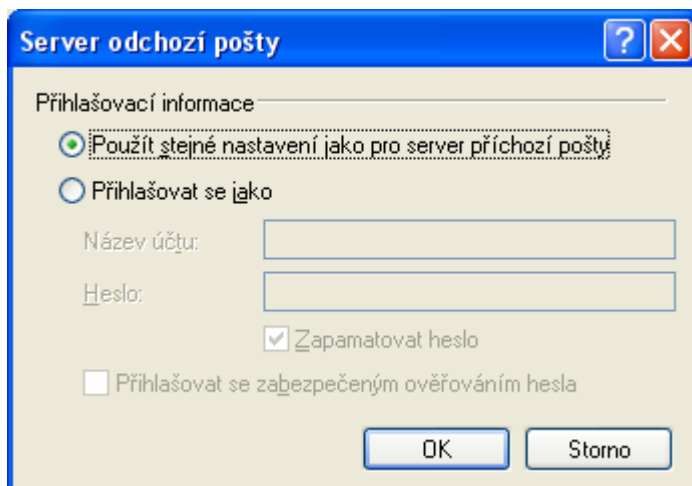 Server odchozí pošty
Přihlašovací informace
Použít stejné nastavení jako pro server příchozí pošty
Přihlašovat se jako
Název účtu:
Heslo:
Zapamatovat heslo
Přihlašovat se zabezpečeným ověřováním hesla
OK Storno